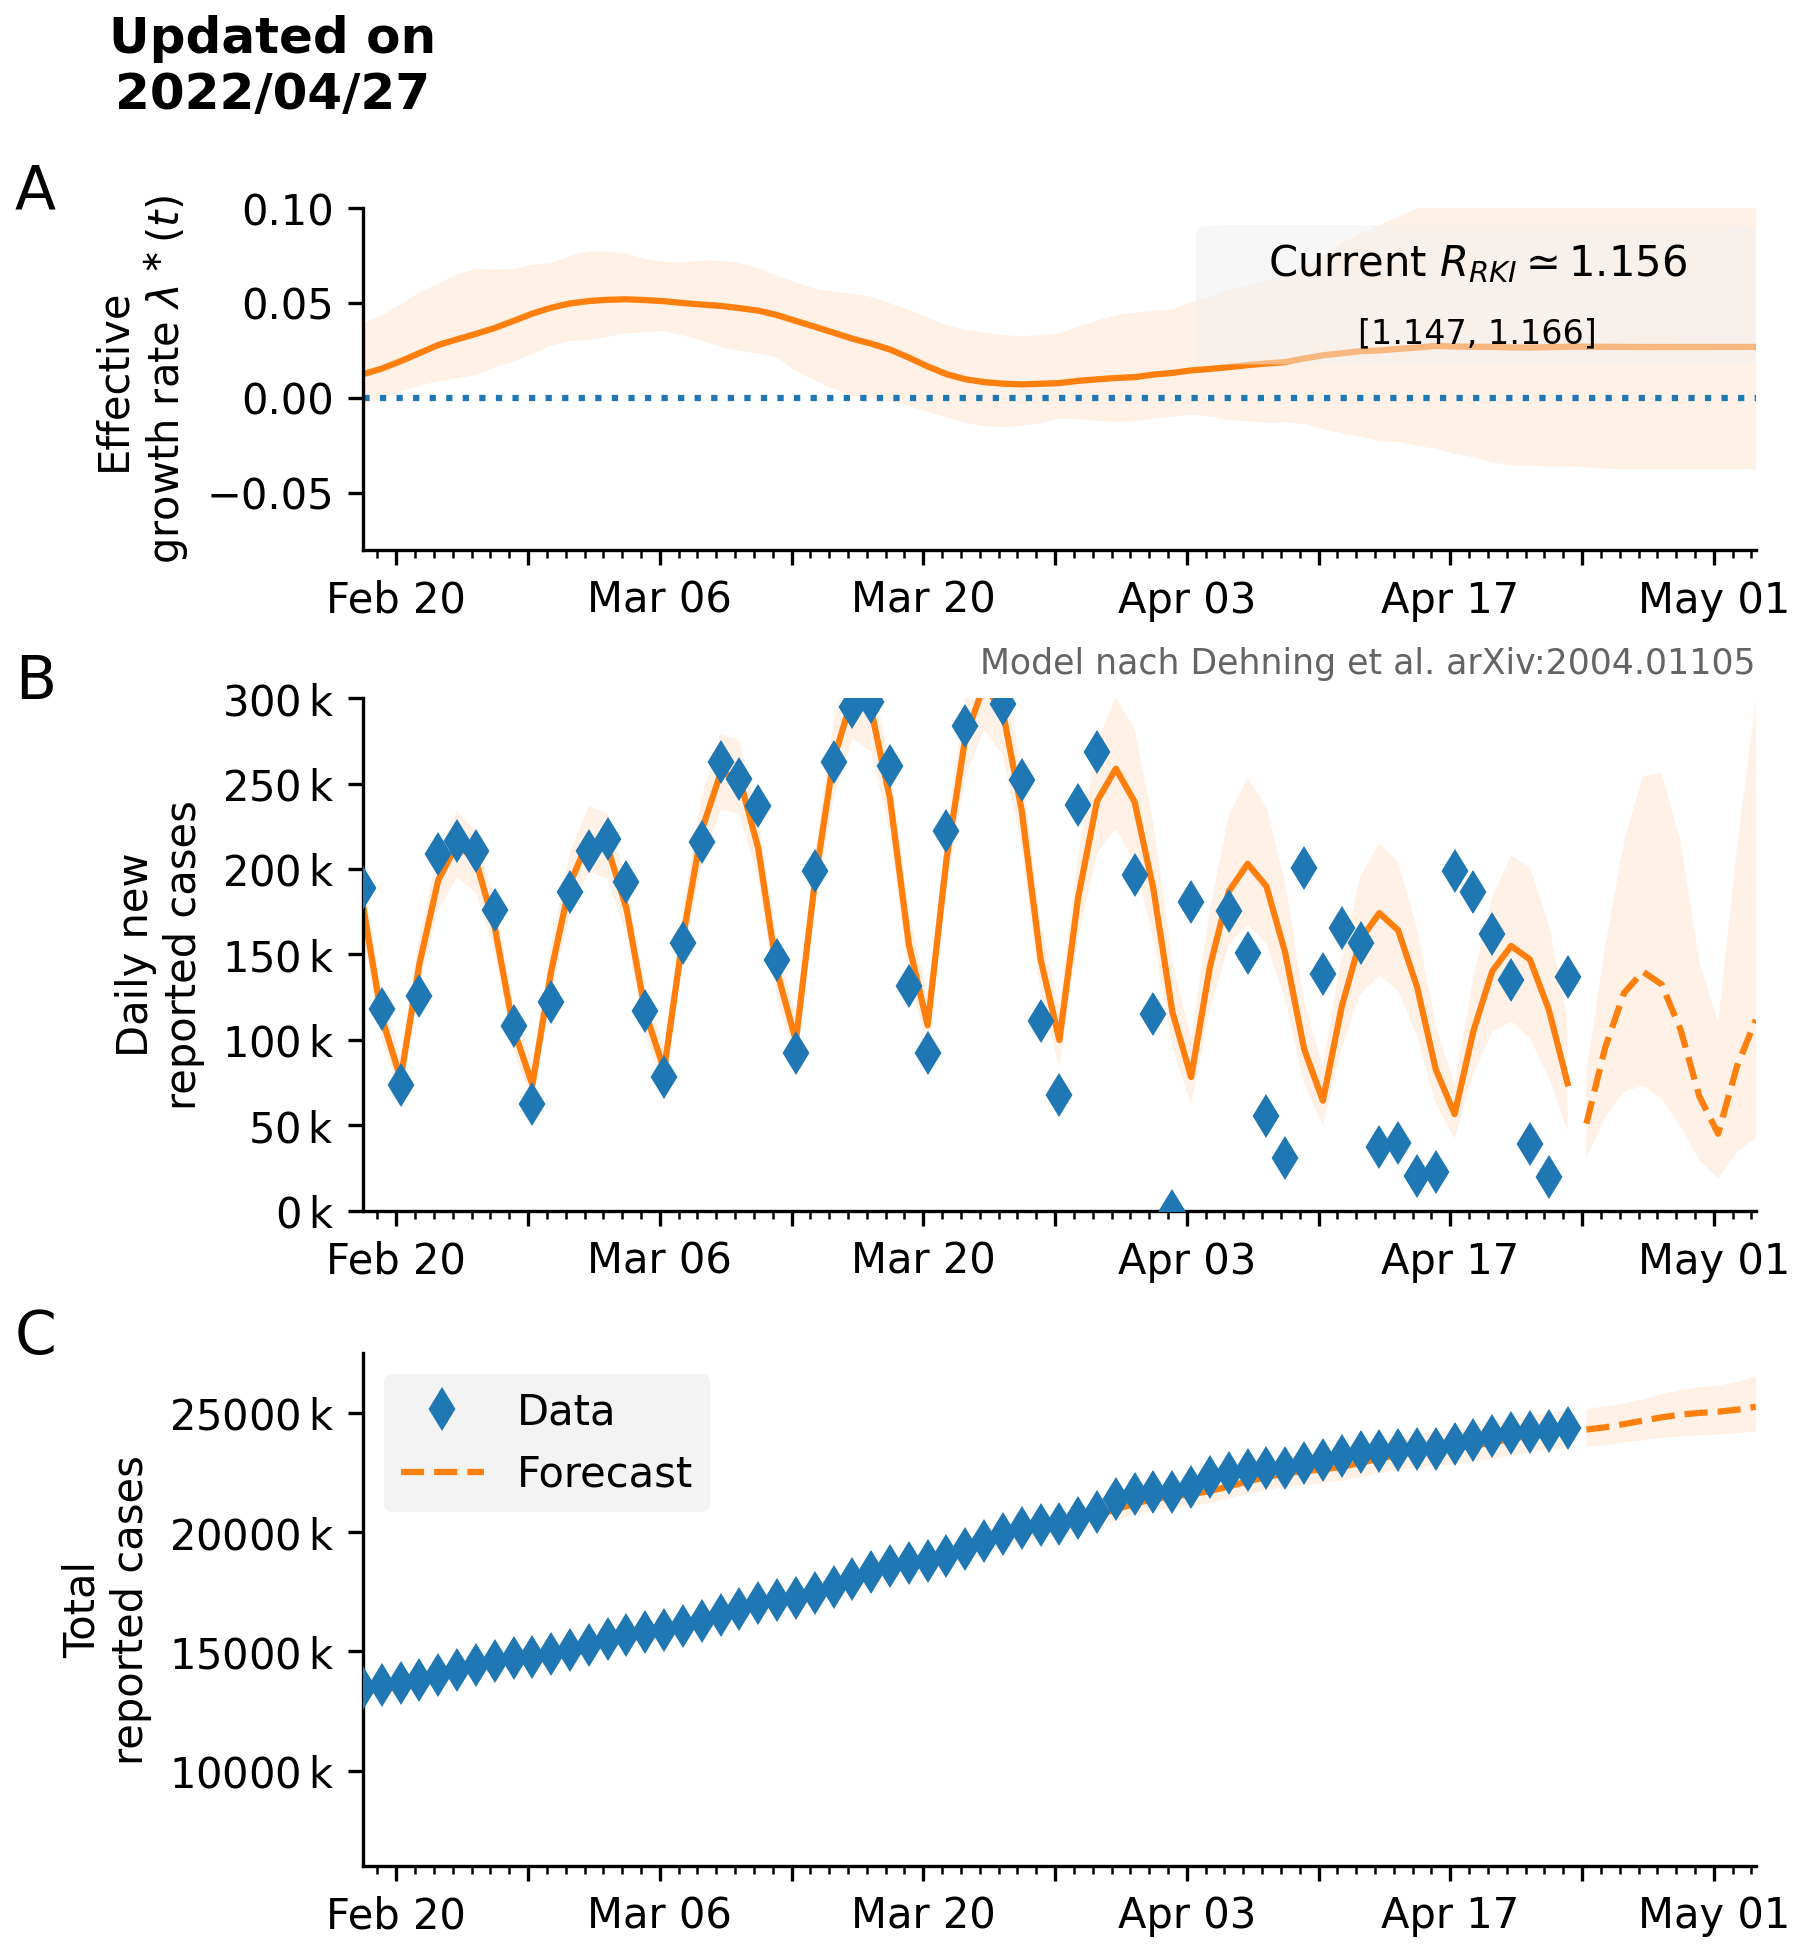 Updated on
2022/04/27
A
Effective
growth rate λ * (t)
0.10
0.05
0.00
−0.05
Current R_RKI ≃ 1.156
[1.147, 1.166]
Feb 20
Mar 06
Mar 20
Apr 03
Apr 17
May 01
B
Model nach Dehning et al. arXiv:2004.01105
Daily new
reported cases
300 k
250 k
200 k
150 k
100 k
50 k
0 k
Feb 20
Mar 06
Mar 20
Apr 03
Apr 17
May 01
C
Total
reported cases
25000 k
20000 k
15000 k
10000 k
Data
Forecast
Feb 20
Mar 06
Mar 20
Apr 03
Apr 17
May 01